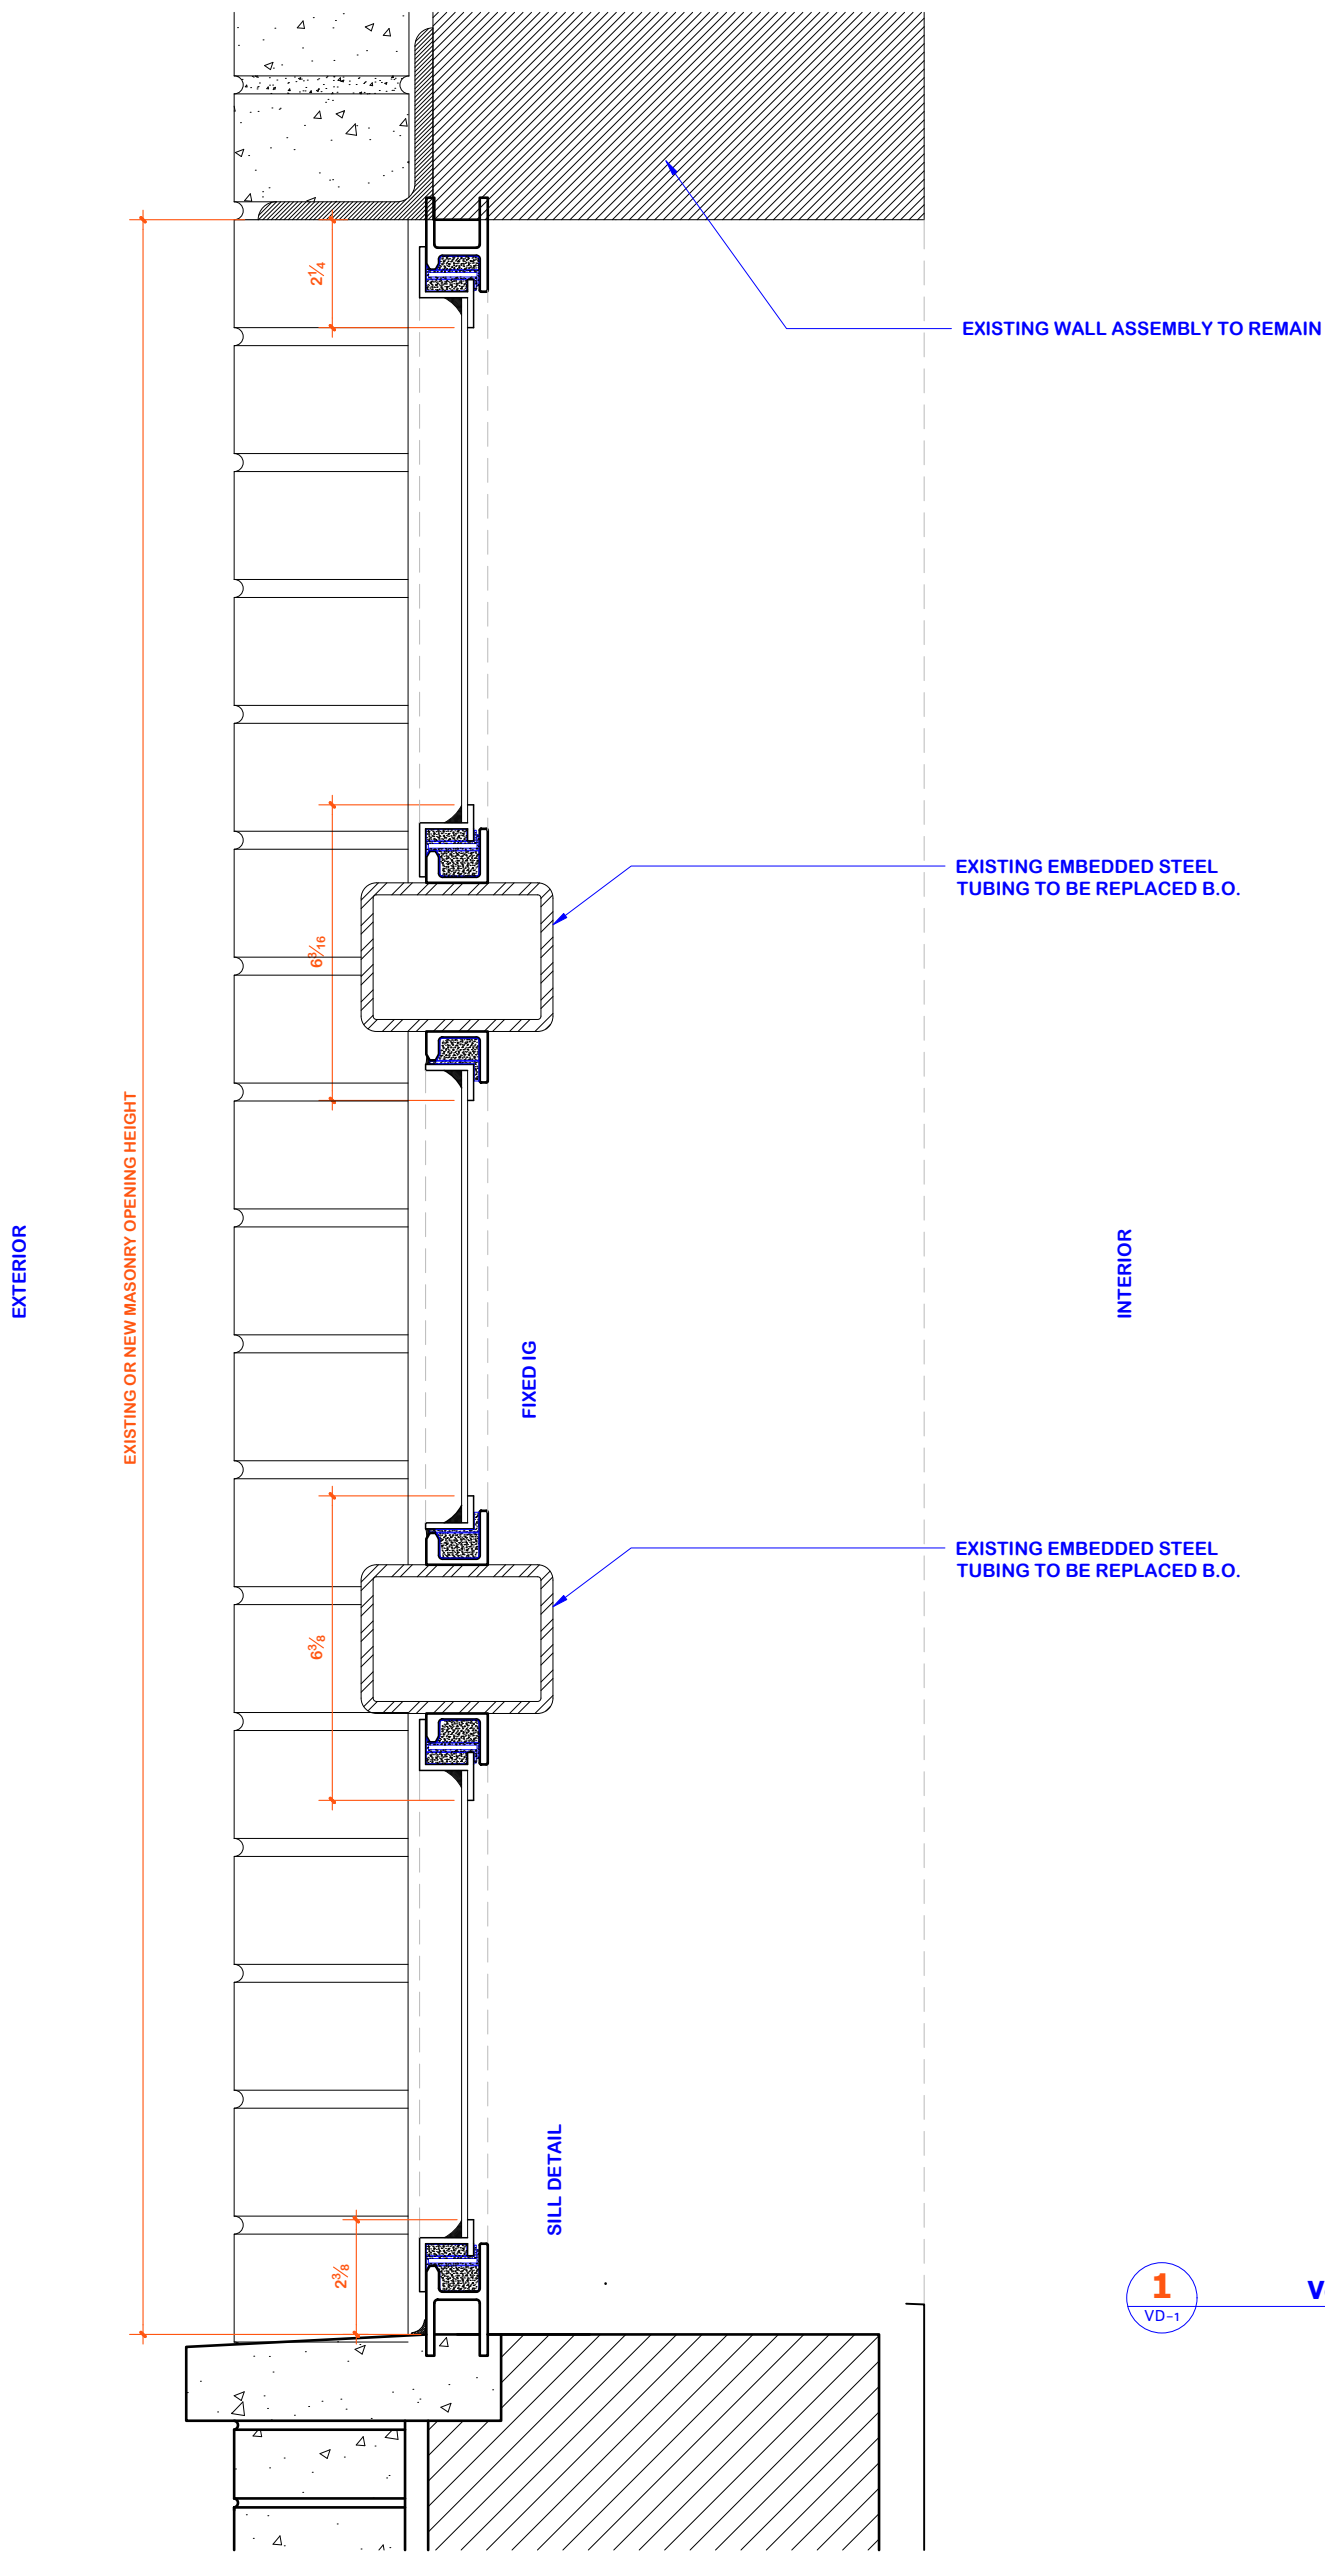 2¼
EXISTING WALL ASSEMBLY TO REMAIN
EXISTING EMBEDDED STEEL
TUBING TO BE REPLACED B.O.
6³⁄₁₆
EXISTING OR NEW MASONRY OPENING HEIGHT
EXTERIOR
INTERIOR
FIXED IG
EXISTING EMBEDDED STEEL
TUBING TO BE REPLACED B.O.
6⅜
SILL DETAIL
2⅜
1
V
VD-1